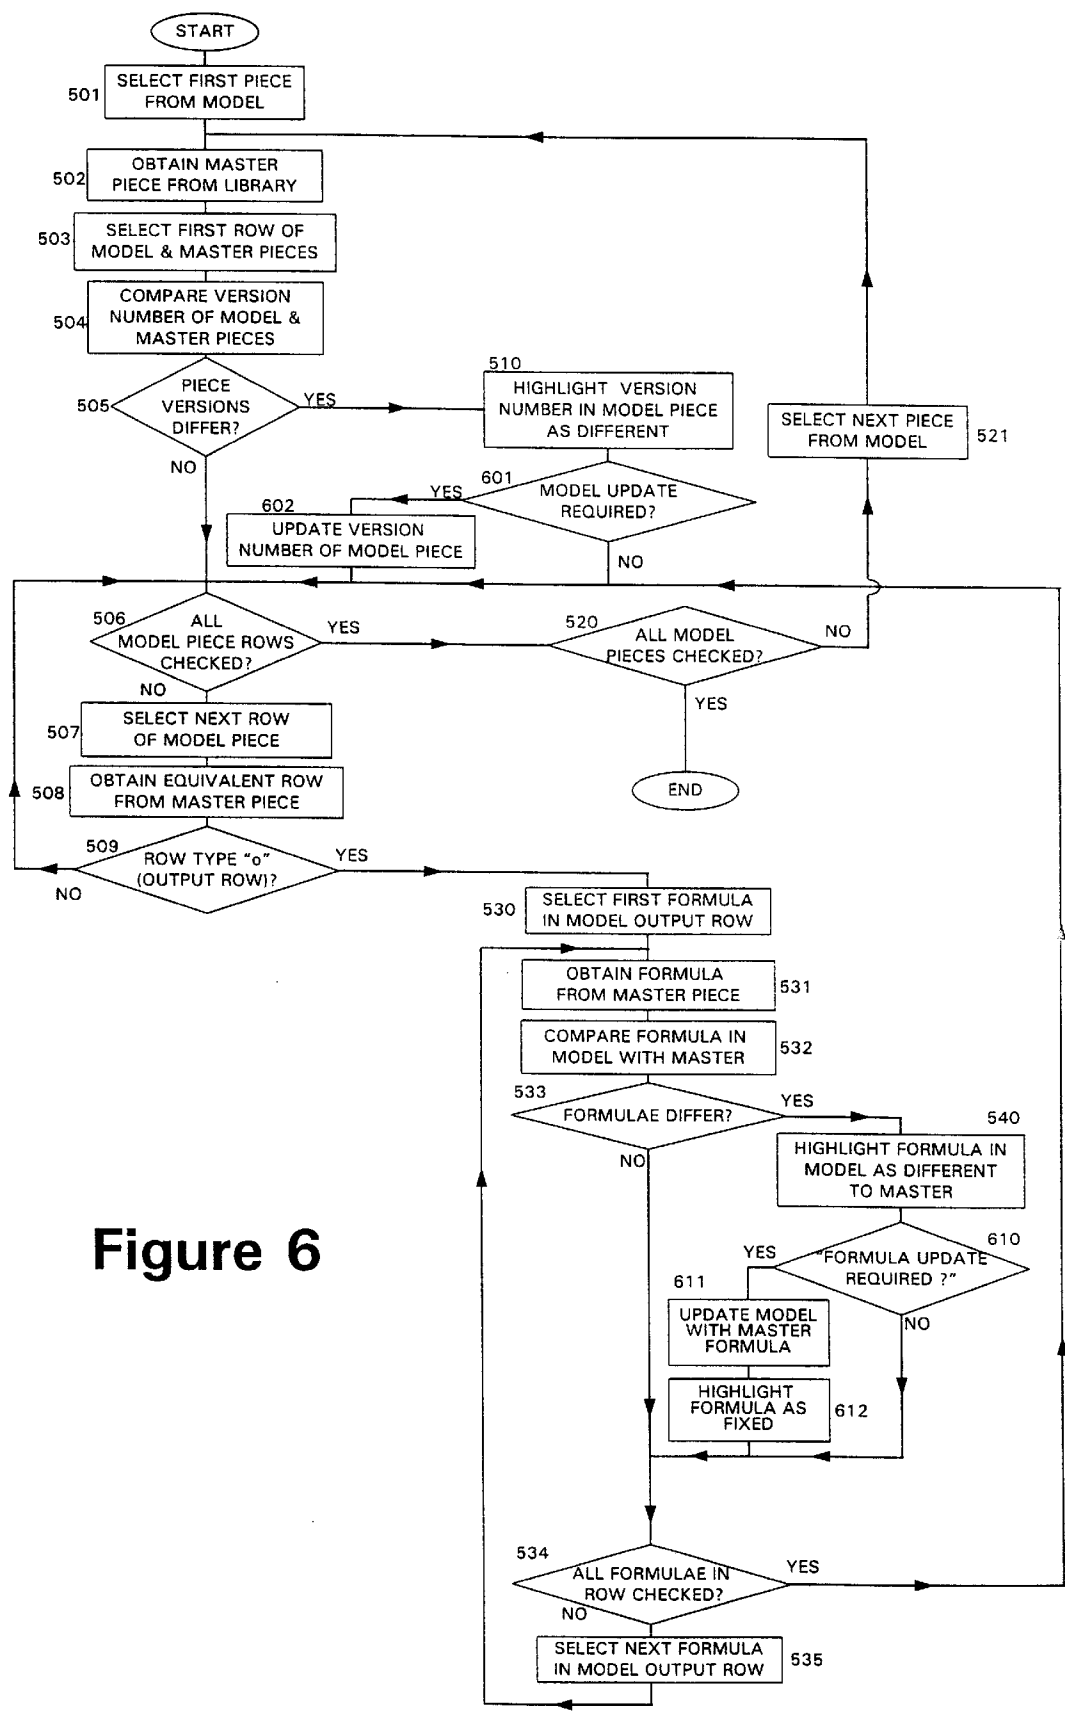 START
501
SELECT FIRST PIECE
FROM MODEL
502
OBTAIN MASTER
PIECE FROM LIBRARY
503
SELECT FIRST ROW OF
MODEL & MASTER PIECES
504
COMPARE VERSION
NUMBER OF MODEL &
MASTER PIECES
505
PIECE
VERSIONS
DIFFER?
YES
NO
510
HIGHLIGHT VERSION
NUMBER IN MODEL PIECE
AS DIFFERENT
SELECT NEXT PIECE
FROM MODEL
521
601
MODEL UPDATE
REQUIRED?
YES
NO
602
UPDATE VERSION
NUMBER OF MODEL PIECE
506
ALL
MODEL PIECE ROWS
CHECKED?
YES
NO
520
ALL MODEL
PIECES CHECKED?
NO
YES
END
507
SELECT NEXT ROW
OF MODEL PIECE
508
OBTAIN EQUIVALENT ROW
FROM MASTER PIECE
509
ROW TYPE "o"
(OUTPUT ROW)?
YES
NO
530
SELECT FIRST FORMULA
IN MODEL OUTPUT ROW
OBTAIN FORMULA
FROM MASTER PIECE
531
COMPARE FORMULA IN
MODEL WITH MASTER
532
533
FORMULAE DIFFER?
YES
NO
540
HIGHLIGHT FORMULA IN
MODEL AS DIFFERENT
TO MASTER
610
"FORMULA UPDATE
REQUIRED ?"
YES
NO
611
UPDATE MODEL
WITH MASTER
FORMULA
HIGHLIGHT
FORMULA AS
FIXED
612
Figure 6
534
ALL FORMULAE IN
ROW CHECKED?
YES
NO
SELECT NEXT FORMULA
IN MODEL OUTPUT ROW
535